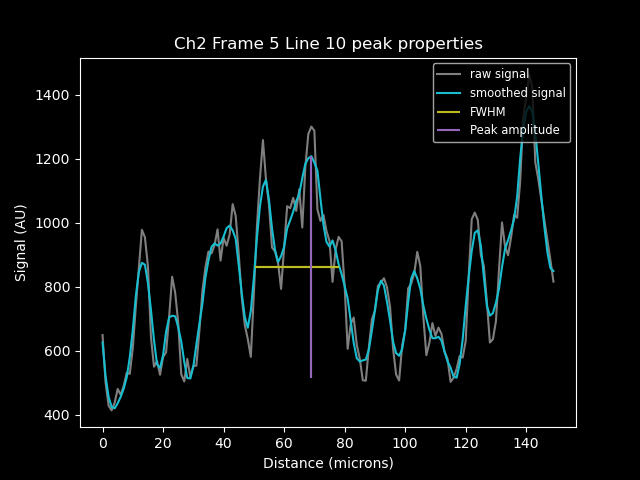 Ch2 Frame 5 Line 10 peak properties
raw signal
smoothed signal
FWHM
Peak amplitude
Signal (AU)
1400
1200
1000
800
600
400
0 20 40 60 80 100 120 140
Distance (microns)